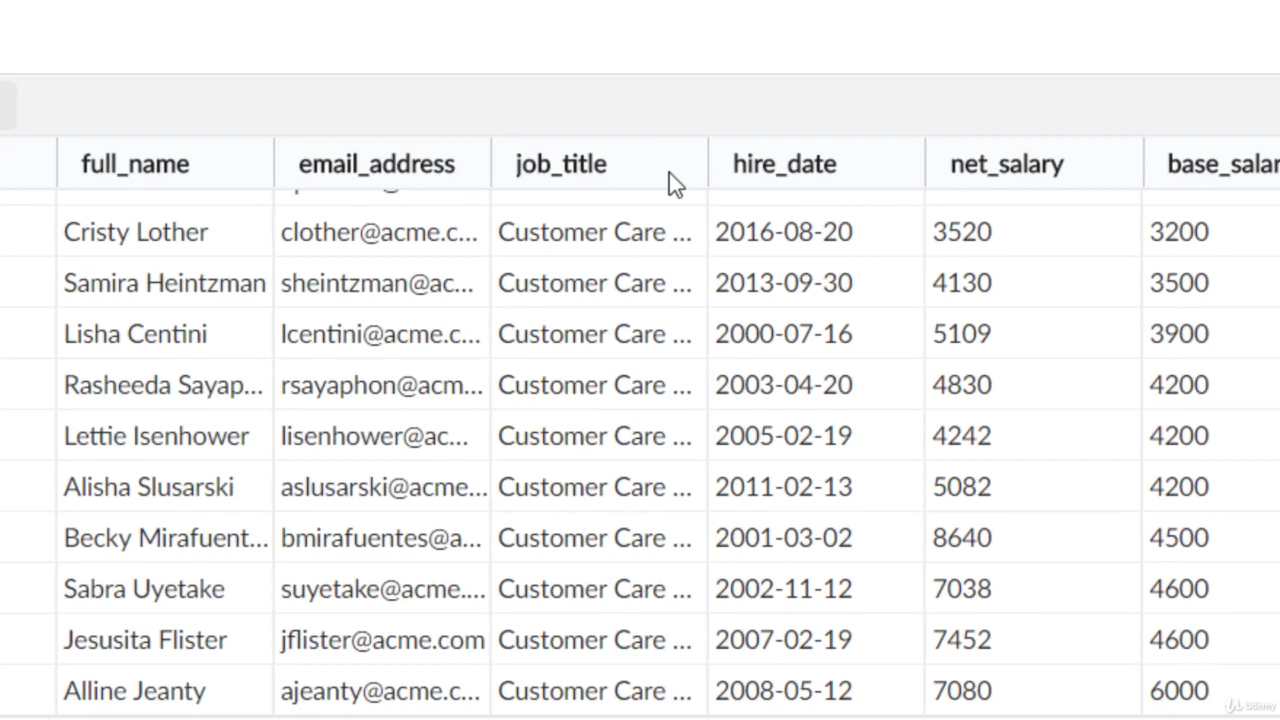 full_name email_address job_title hire_date net_salary base_salar
Cristy Lother clother@acme.c... Customer Care ... 2016-08-20 3520 3200
Samira Heintzman sheintzman@ac... Customer Care ... 2013-09-30 4130 3500
Lisha Centini lcentini@acme.c... Customer Care ... 2000-07-16 5109 3900
Rasheeda Sayap... rsayaphon@acm... Customer Care ... 2003-04-20 4830 4200
Lettie Isenhower lisenhower@ac... Customer Care ... 2005-02-19 4242 4200
Alisha Slusarski aslusarski@acme... Customer Care ... 2011-02-13 5082 4200
Becky Mirafuent... bmirafuentes@a... Customer Care ... 2001-03-02 8640 4500
Sabra Uyetake suyetake@acme.... Customer Care ... 2002-11-12 7038 4600
Jesusita Flister jflister@acme.com Customer Care ... 2007-02-19 7452 4600
Alline Jeanty ajeanty@acme.c... Customer Care ... 2008-05-12 7080 6000
Udemy